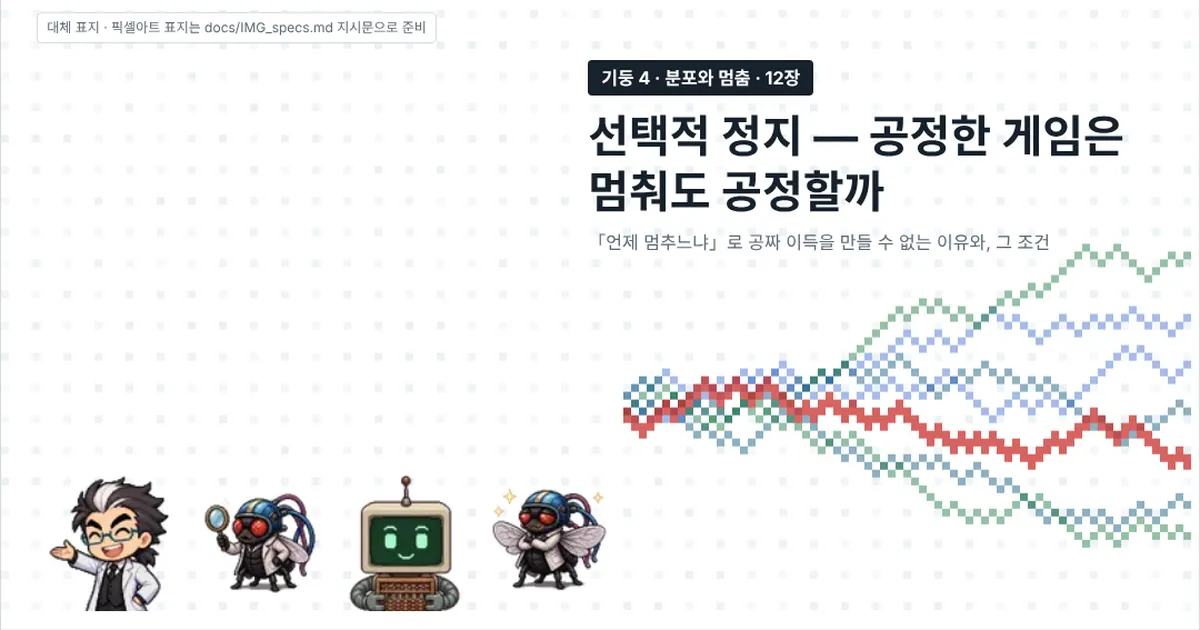 대체 표지 · 픽셀아트 표지는 docs/IMG_specs.md 지시문으로 준비
기둥 4 · 분포와 멈춤 · 12장
선택적 정지 — 공정한 게임은
멈춰도 공정할까
「언제 멈추느냐」로 공짜 이득을 만들 수 없는 이유와, 그 조건